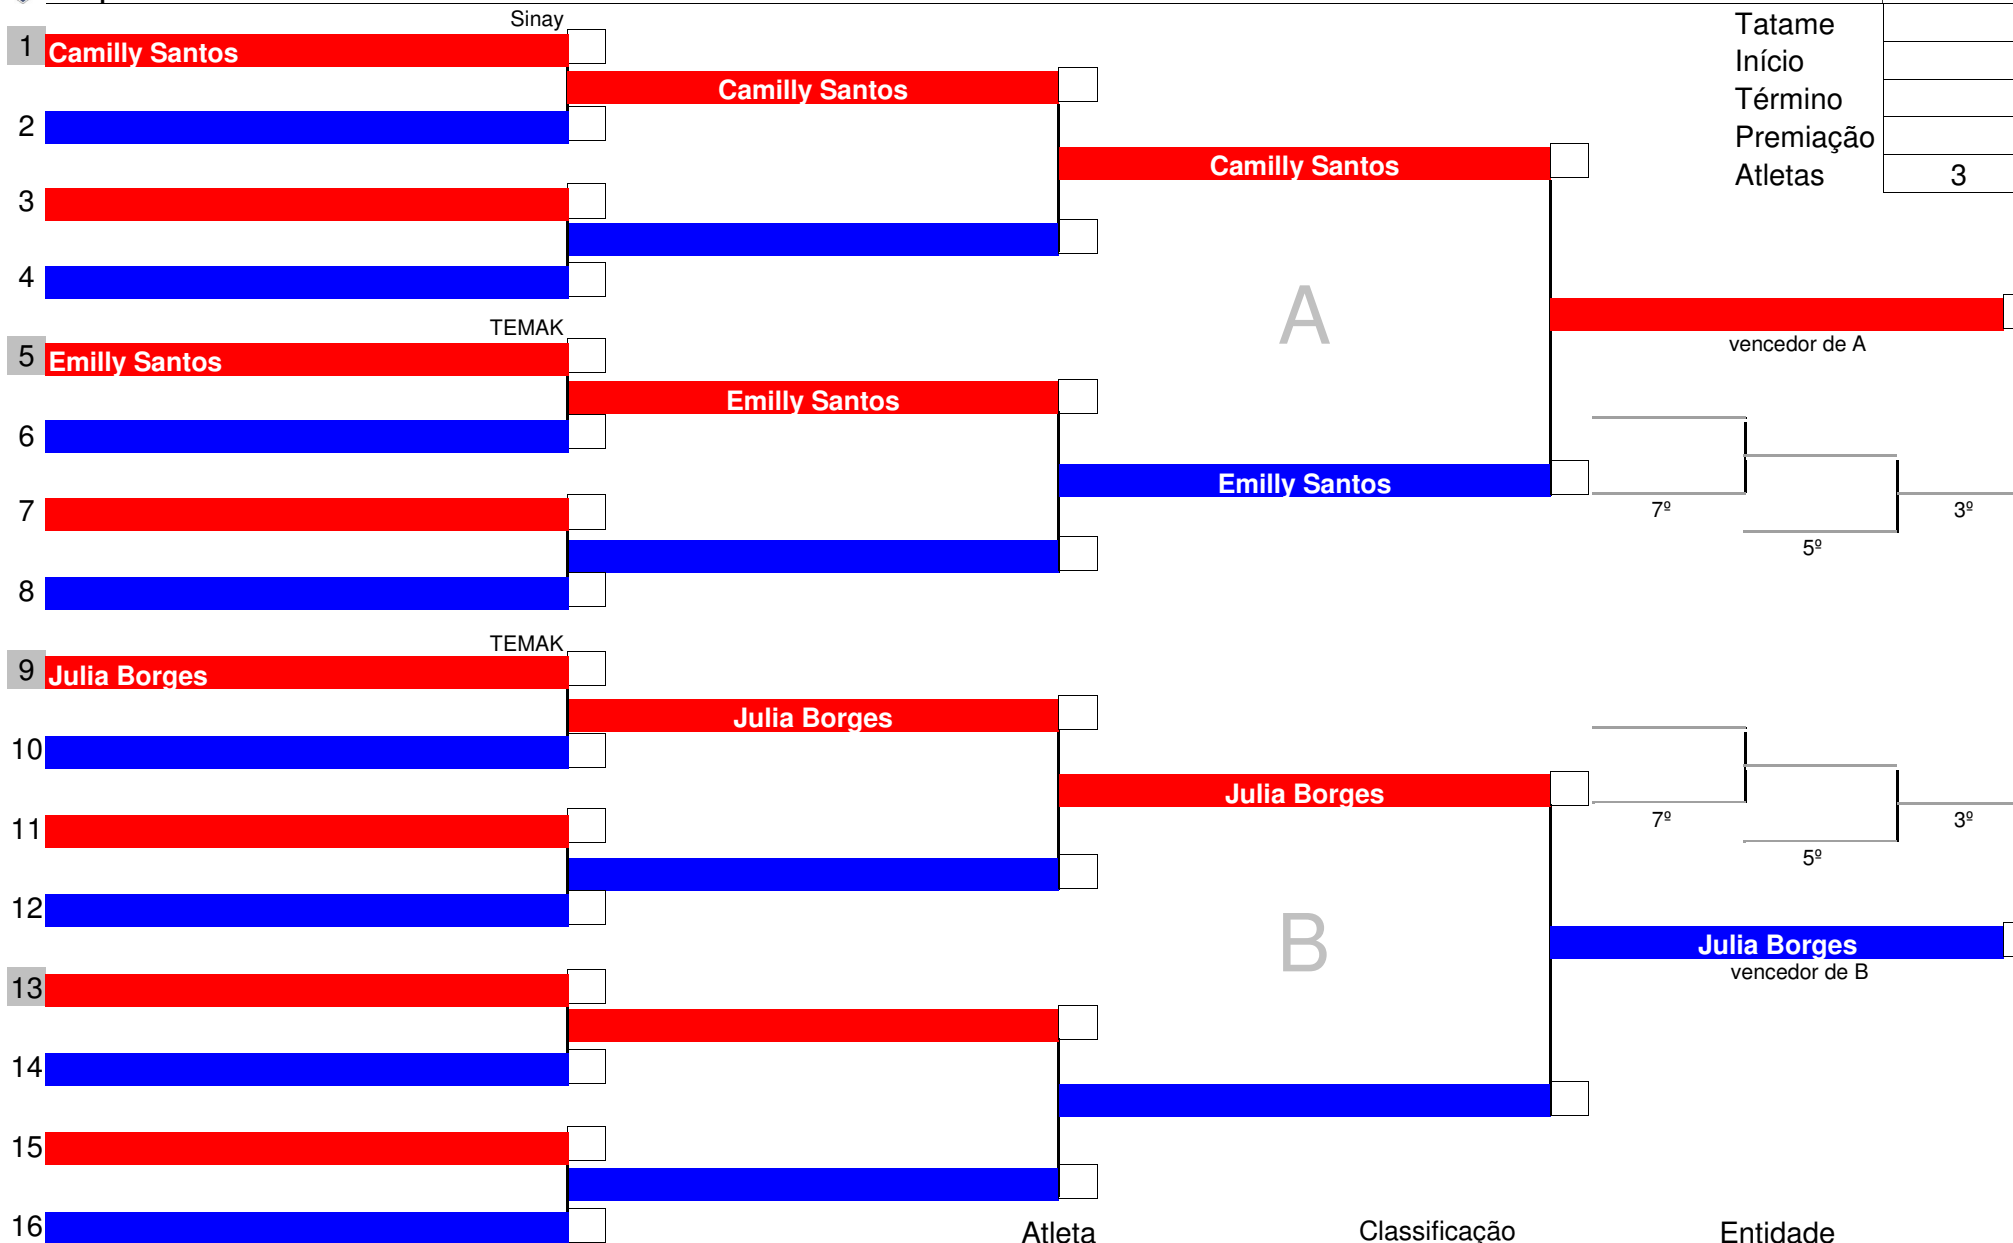 Sinay
1 Camilly Santos
Camilly Santos
2
Camilly Santos
3
4
TEMAK
5 Emilly Santos
Emilly Santos
6
Emilly Santos
7
8
TEMAK
9 Julia Borges
Julia Borges
10
Julia Borges
11
12
13
14
15
16
Tatame
Início
Término
Premiação
Atletas 3
A
vencedor de A
7º
5º
3º
7º
5º
3º
B
Julia Borges
vencedor de B
Atleta Classificação Entidade